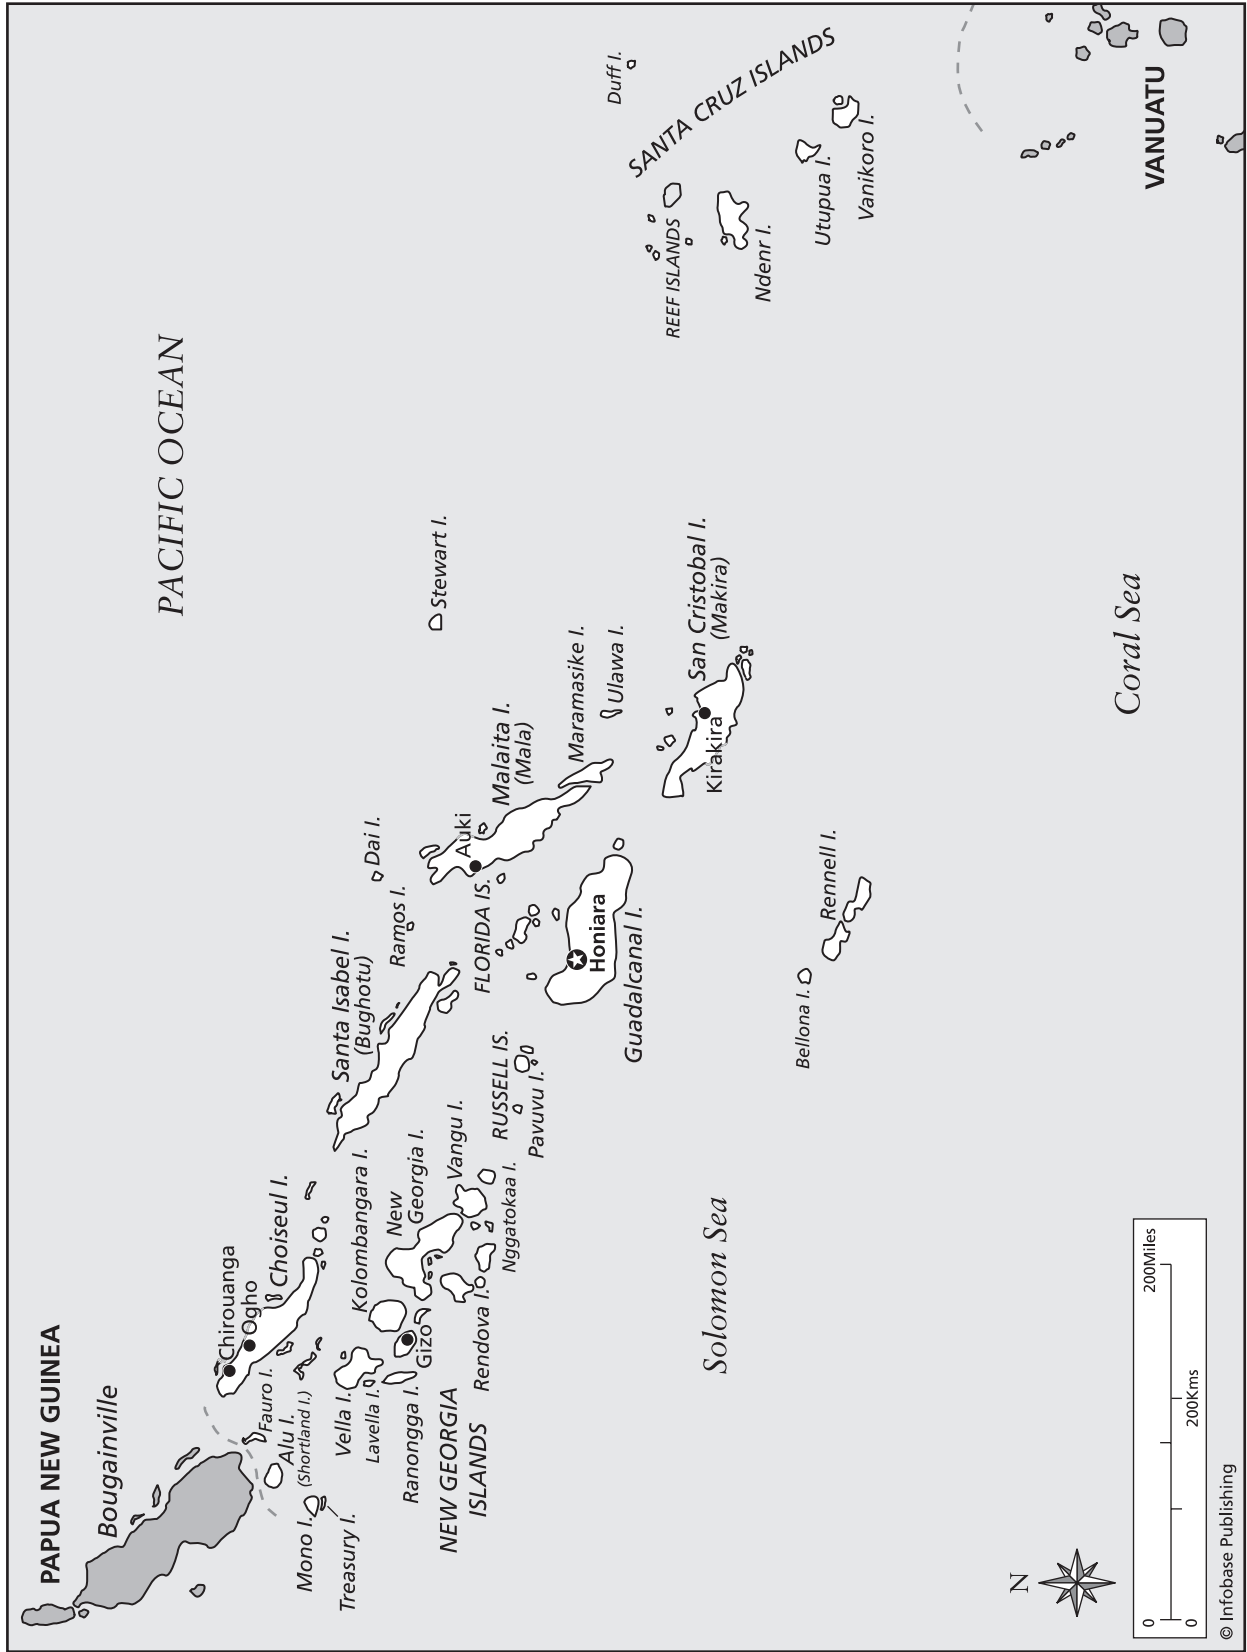 PAPUA NEW GUINEA
Bougainville
PACIFIC OCEAN
Chirouanga
Ogho
Choiseul I.
Fauro I.
Alu I.
(Shortland I.)
Mono I.
Treasury I.
Vella I.
Lavella I.
Ranongga I.
NEW GEORGIA
ISLANDS
Kolombangara I.
New
Georgia I.
Gizo
Rendova I.
Vangu I.
Nggatokaa I.
Santa Isabel I.
(Bughotu)
Ramos I.
Dai I.
RUSSELL IS.
Pavuvu I.
FLORIDA IS.
Auki
Malaita I.
(Mala)
Maramasike I.
Ulawa I.
Stewart I.
Honiara
Guadalcanal I.
San Cristobal I.
(Makira)
Kirakira
Bellona I.
Rennell I.
Duff I.
SANTA CRUZ ISLANDS
REEF ISLANDS
Ndenr I.
Utupua I.
Vanikoro I.
VANUATU
Solomon Sea
Coral Sea
N
0 200Miles
0 200Kms
© Infobase Publishing